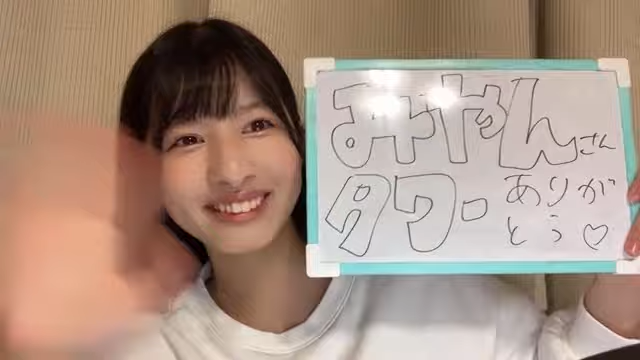 みやんさん
タワー ありが
とう♡